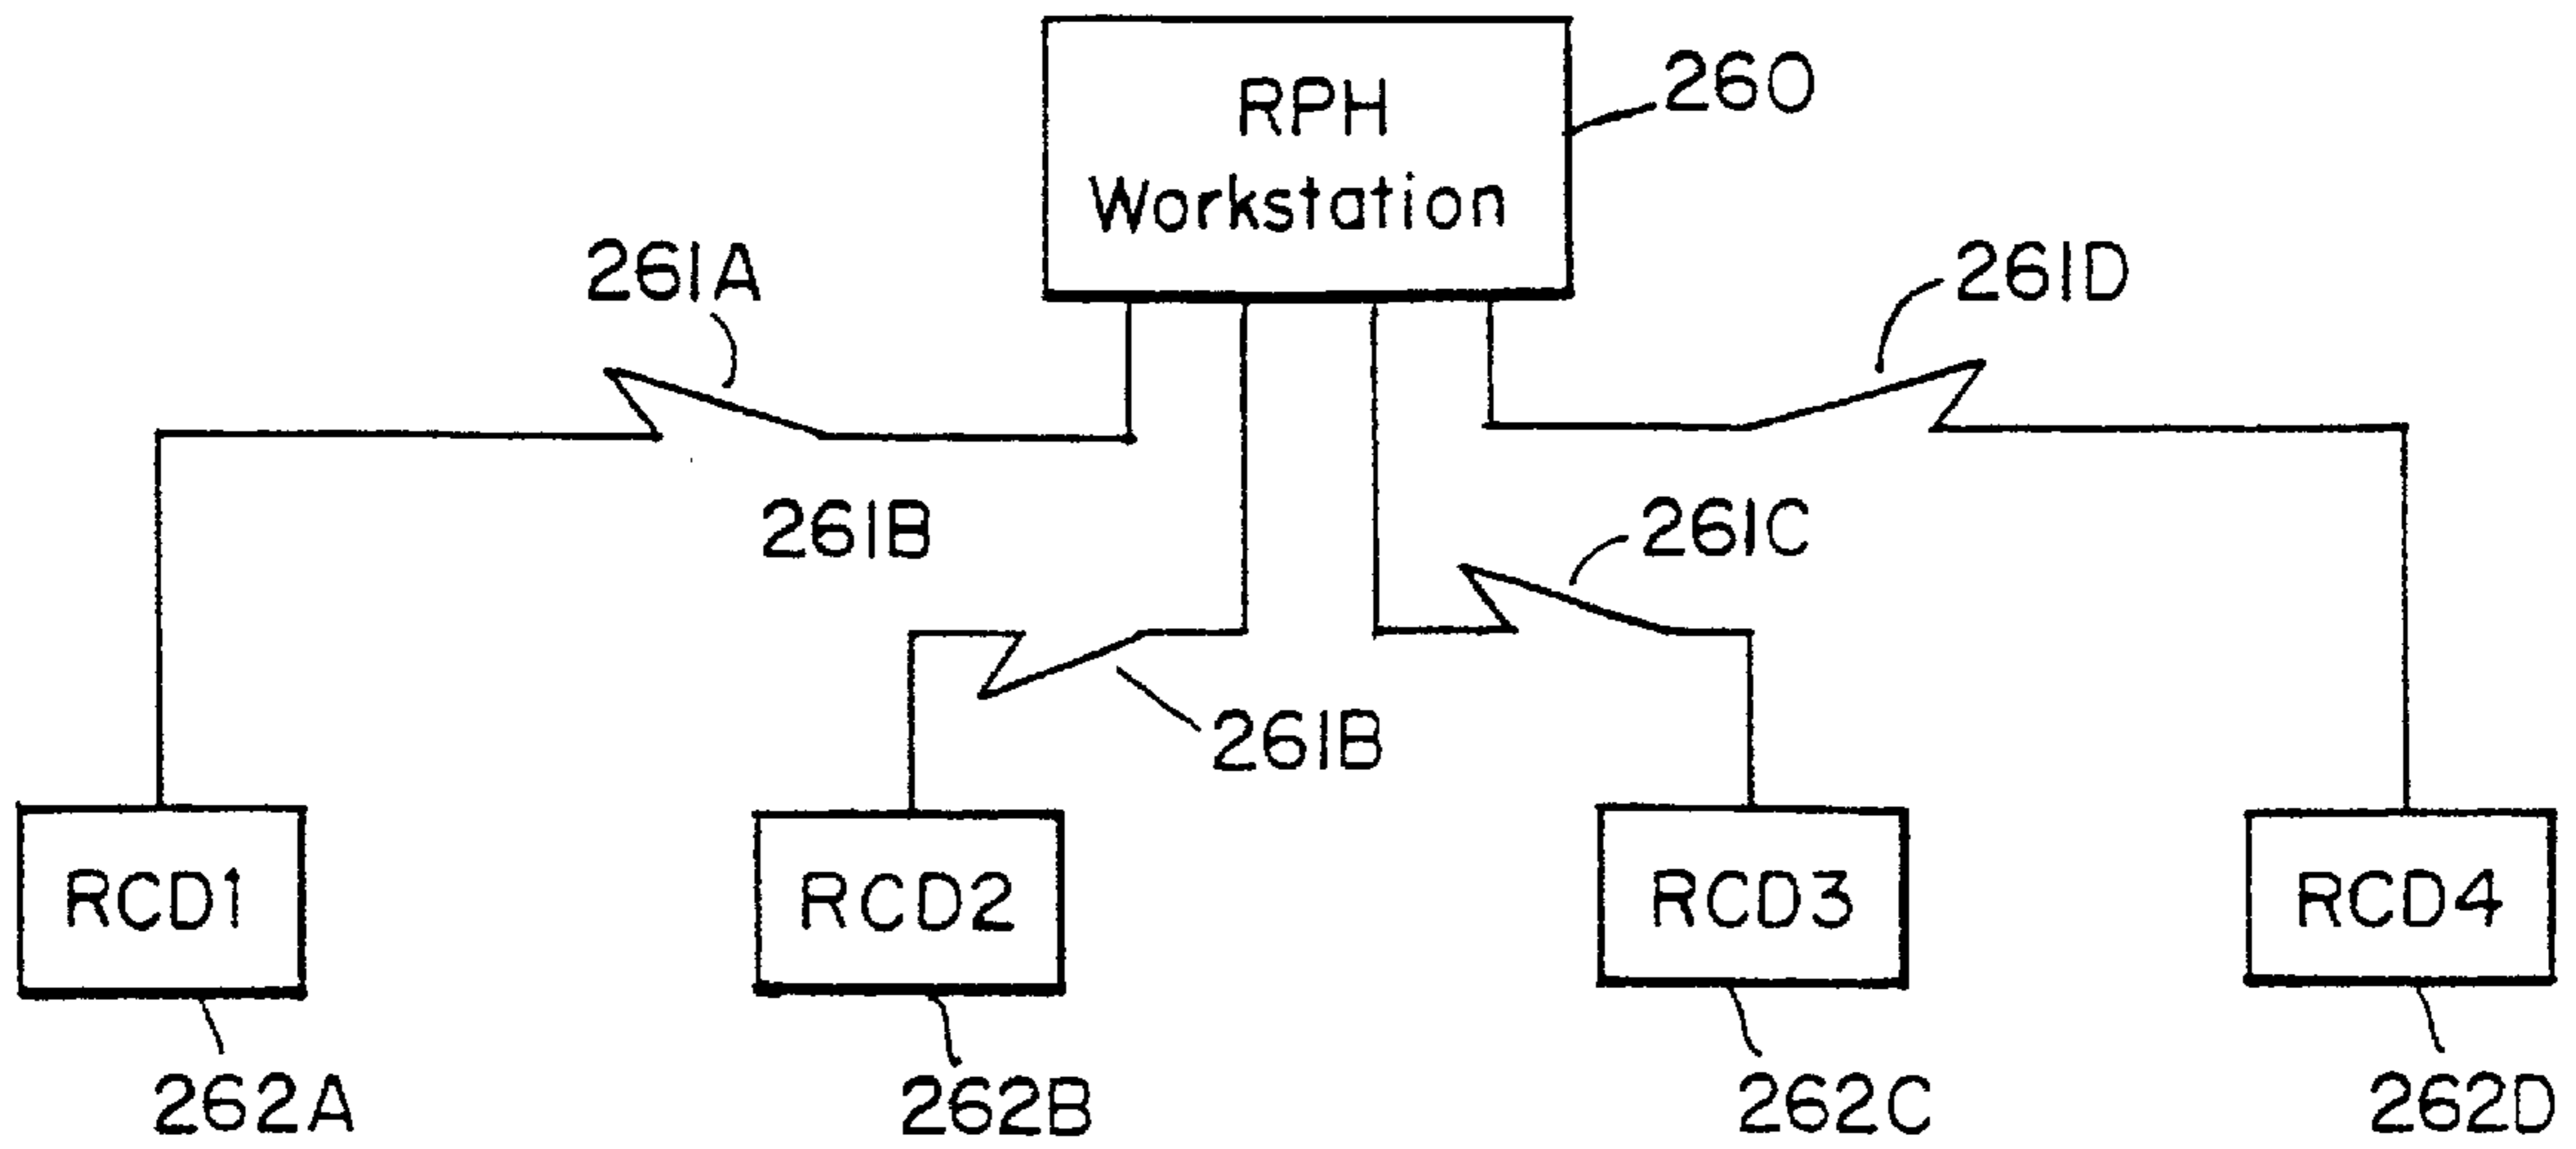 RPH
Workstation
260
261A
261D
261B
261C
261B
RCD1
RCD2
RCD3
RCD4
262A
262B
262C
262D